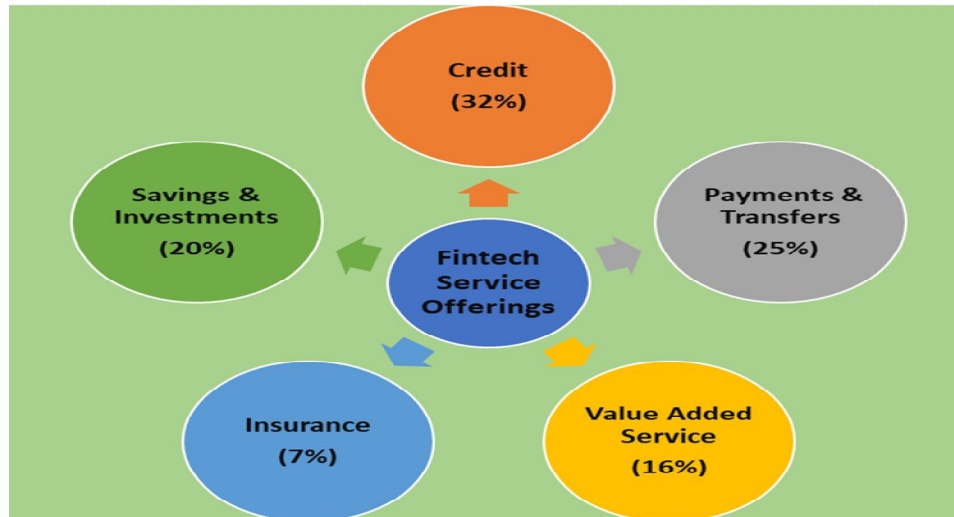 Credit
(32%)
Savings &
Investments
(20%)
Payments &
Transfers
(25%)
Fintech
Service
Offerings
Insurance
(7%)
Value Added
Service
(16%)